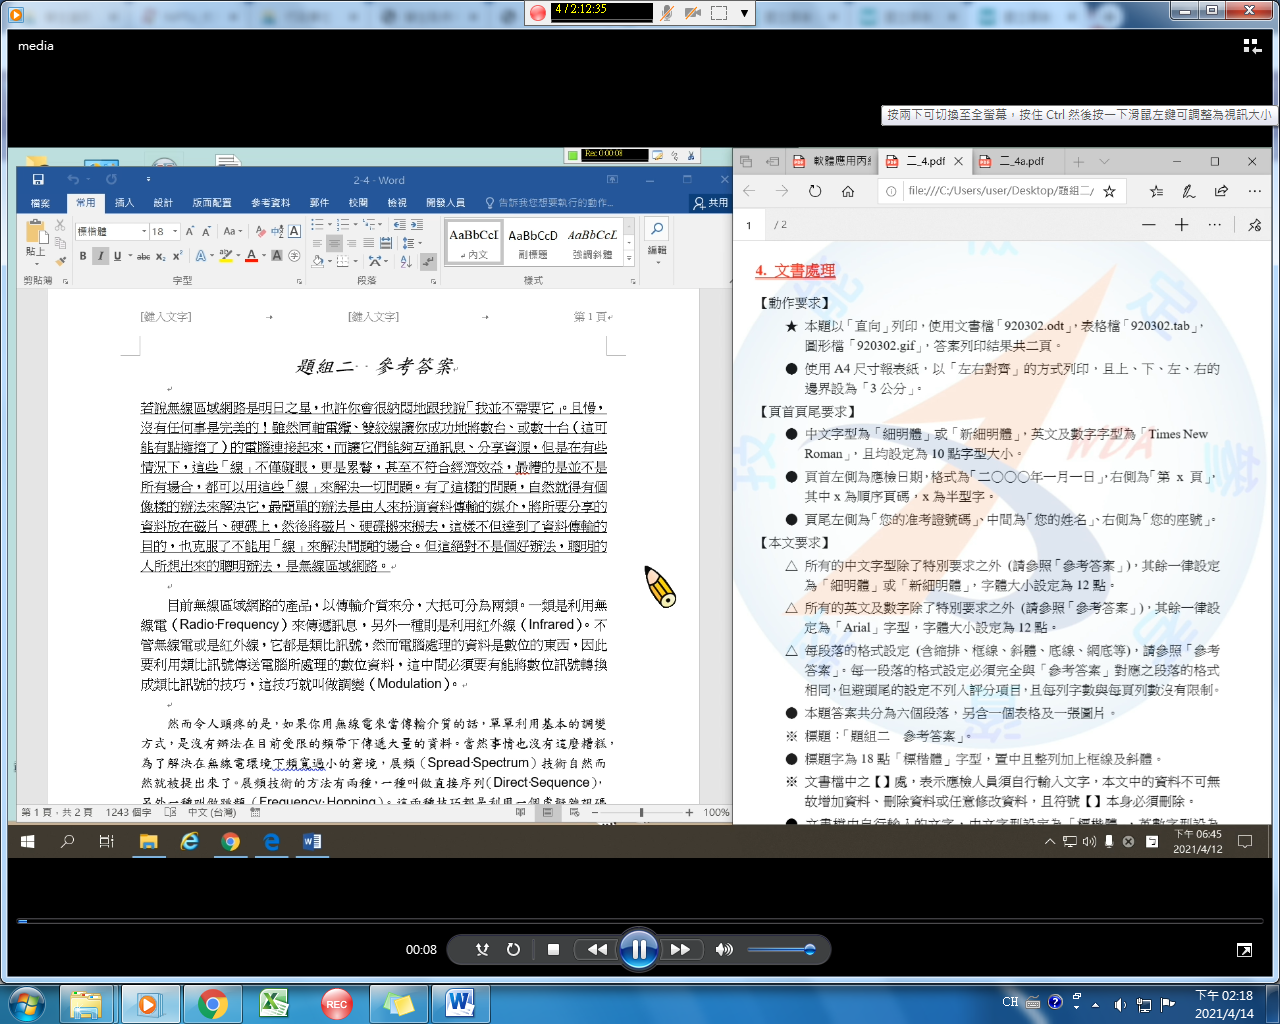 4 / 2:12:35
media
按兩下可切換至全螢幕，按住 Ctrl 然後按一下滑鼠左鍵可調整為視訊大小
Rec 0:00:08
2-4 - Word
檔案 常用 插入 設計 版面配置 參考資料 郵件 校閱 檢視 開發人員 告訴我您想要執行的動作... 共用
標楷體 18
貼上
剪貼簿 字型 段落 樣式
AaBbCcI AaBbCcD AaBbCcL
內文 副標題 強調斜體
編輯
[鍵入文字] [鍵入文字] 第 1 頁
題組二 參考答案
若說無線區域網路是明日之星，也許你會很納悶地跟我說「我並不需要它」。且慢，
沒有任何事是完美的！雖然同軸電纜、雙絞線讓你成功地將數台、或數十台（這可
能有點擁擠了）的電腦連接起來，而讓它們能夠互通訊息、分享資源，但是在有些
情況下，這些「線」不僅礙眼，更是累贅，甚至不符合經濟效益，最糟的是並不是
所有場合，都可以用這些「線」來解決一切問題。有了這樣的問題，自然就得有個
像樣的辦法來解決它，最簡單的辦法是由人來扮演資料傳輸的媒介，將所要分享的
資料放在磁片、硬碟上，然後將磁片、硬碟搬來搬去，這樣不但達到了資料傳輸的
目的，也克服了不能用「線」來解決問題的場合。但這絕對不是個好辦法，聰明的
人所想出來的聰明辦法，是無線區域網路。
目前無線區域網路的產品，以傳輸介質來分，大抵可分為兩類。一類是利用無
線電（Radio Frequency）來傳遞訊息，另外一種則是利用紅外線（Infrared）。不
管無線電或是紅外線，它都是類比訊號，然而電腦處理的資料是數位的東西，因此
要利用類比訊號傳送電腦所處理的數位資料，這中間必須要有能將數位訊號轉換
成類比訊號的技巧，這技巧就叫做調變（Modulation）。
然而令人頭疼的是，如果你用無線電來當傳輸介質的話，單單利用基本的調變
方式，是沒有辦法在目前受限的頻帶下傳遞大量的資料。當然事情也沒有這麼糟糕，
為了解決在無線電環境下頻寬過小的窘境，展頻（Spread Spectrum）技術自然而
然就被提出來了。展頻技術的方法有兩種，一種叫做直接序列（Direct Sequence），
另外一種叫做跳頻（Frequency Hopping）。這兩種技巧都是利用一個虛擬雜訊碼
第 1 頁，共 2 頁 1243 個字 中文 (台灣) 100%
軟體應用丙級 二_4.pdf 二_4a.pdf
file:///C:/Users/user/Desktop/題組二/
1 / 2
4. 文書處理
【動作要求】
★ 本題以「直向」列印，使用文書檔「920302.odt」，表格檔「920302.tab」，
圖形檔「920302.gif」，答案列印結果共二頁。
● 使用 A4 尺寸報表紙，以「左右對齊」的方式列印，且上、下、左、右的
邊界設為「3 公分」。
【頁首頁尾要求】
● 中文字型為「細明體」或「新細明體」，英文及數字字型為「Times New
Roman」，且均設定為 10 點字型大小。
● 頁首左側為應檢日期，格式為「二○○○年一月一日」，右側為「第 x 頁」，
其中 x 為順序頁碼，x 為半型字。
● 頁尾左側為「您的准考證號碼」、中間為「您的姓名」、右側為「您的座號」。
【本文要求】
△ 所有的中文字型除了特別要求之外 (請參照「參考答案」)，其餘一律設定
為「細明體」或「新細明體」，字體大小設定為 12 點。
△ 所有的英文及數字除了特別要求之外 (請參照「參考答案」)，其餘一律設
定為「Arial」字型，字體大小設定為 12 點。
△ 每段落的格式設定 (含縮排、框線、斜體、底線、網底等)，請參照「參考
答案」。每一段落的格式設定必須完全與「參考答案」對應之段落的格式
相同，但避頭尾的設定不列入評分項目，且每列字數與每頁列數沒有限制。
● 本題答案共分為六個段落，另含一個表格及一張圖片。
※ 標題：「題組二 參考答案」。
● 標題字為 18 點「標楷體」字型，置中且整列加上框線及斜體。
※ 文書檔中之【】處，表示應檢人員須自行輸入文字，本文中的資料不可無
故增加資料、刪除資料或任意修改資料，且符號【】本身必須刪除。
● 文書檔中自行輸入的文字，中文字型設定為「標楷體」，英數字型設為
下午 06:45
2021/4/12
00:08
REC
CH
下午 02:18
2021/4/14